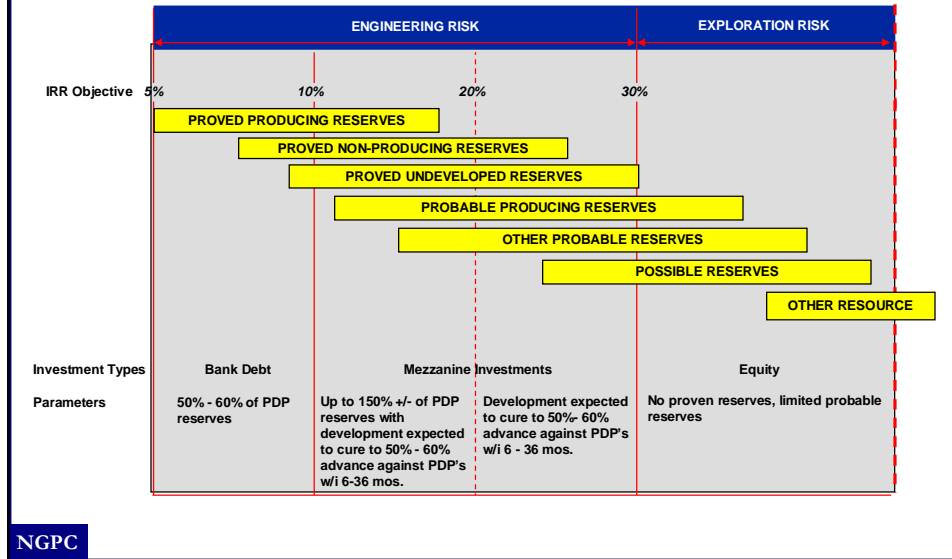 ENGINEERING RISK EXPLORATION RISK
IRR Objective 5% 10% 20% 30%
PROVED PRODUCING RESERVES
PROVED NON-PRODUCING RESERVES
PROVED UNDEVELOPED RESERVES
PROBABLE PRODUCING RESERVES
OTHER PROBABLE RESERVES
POSSIBLE RESERVES
OTHER RESOURCE
Investment Types Bank Debt Mezzanine Investments Equity
Parameters
50% - 60% of PDP
reserves
Up to 150% +/- of PDP
reserves with
development expected
to cure to 50% - 60%
advance against PDP's
w/i 6-36 mos.
Development expected
to cure to 50%- 60%
advance against PDP's
w/i 6 - 36 mos.
No proven reserves, limited probable
reserves
NGPC